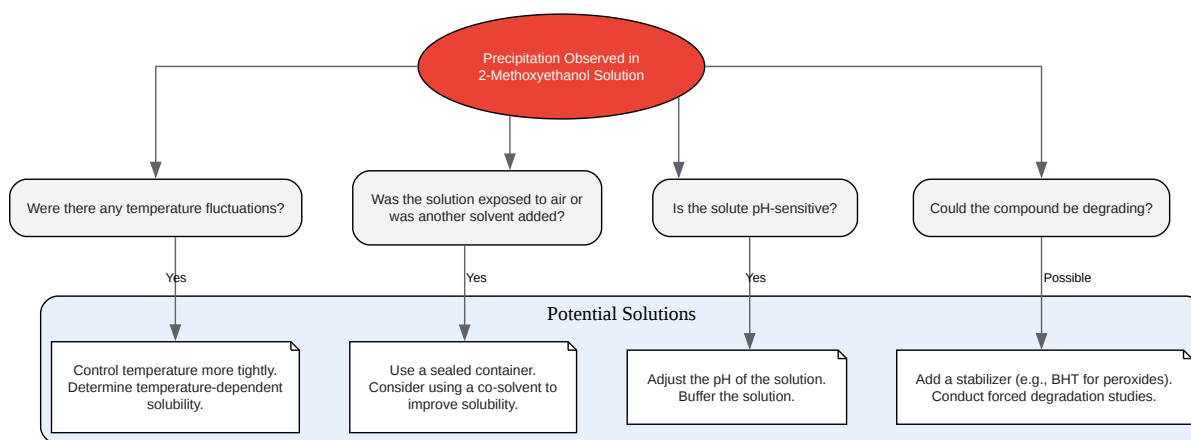 Precipitation Observed in
2-Methoxyethanol Solution
Were there any temperature fluctuations?
Was the solution exposed to air or
was another solvent added?
Is the solute pH-sensitive?
Could the compound be degrading?
Yes
Yes
Yes
Possible
Potential Solutions
Control temperature more tightly.
Determine temperature-dependent
solubility.
Use a sealed container.
Consider using a co-solvent to
improve solubility.
Adjust the pH of the solution.
Buffer the solution.
Add a stabilizer (e.g., BHT for peroxides).
Conduct forced degradation studies.